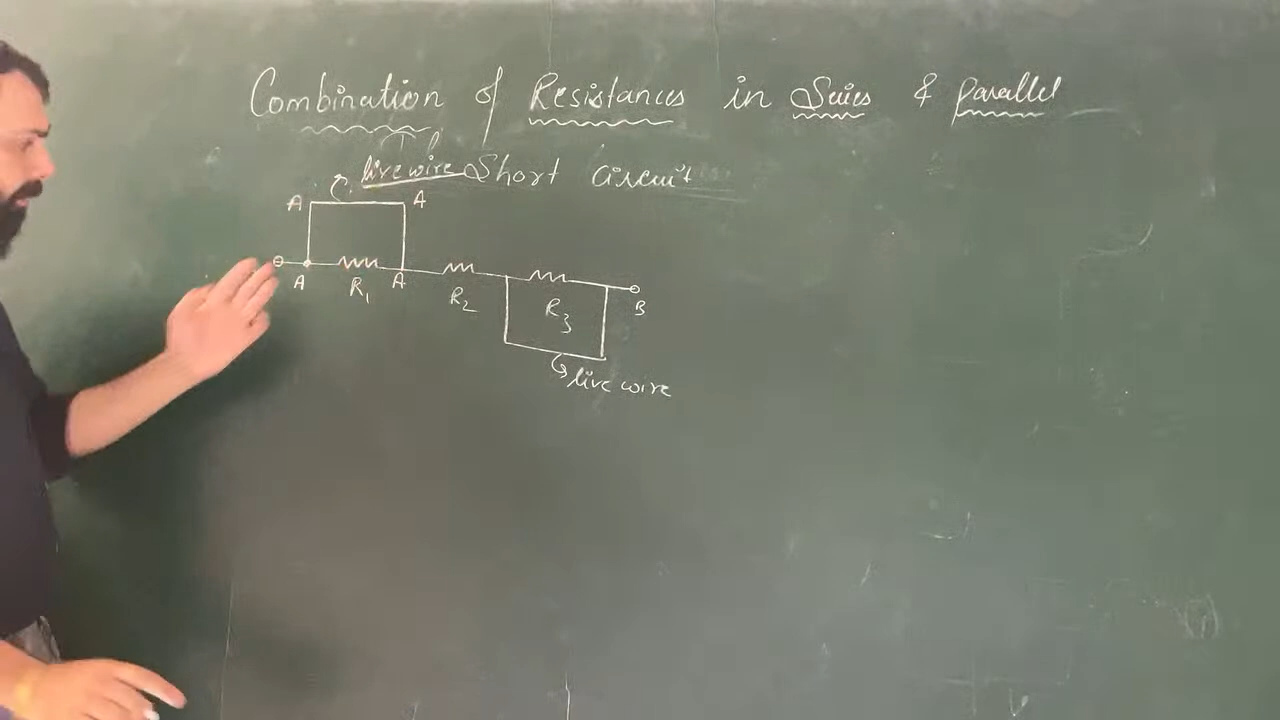 Combination of Resistances in Series & parallel
live wire Short Circuit
A A
A R1 A R2 R3 B
live wire